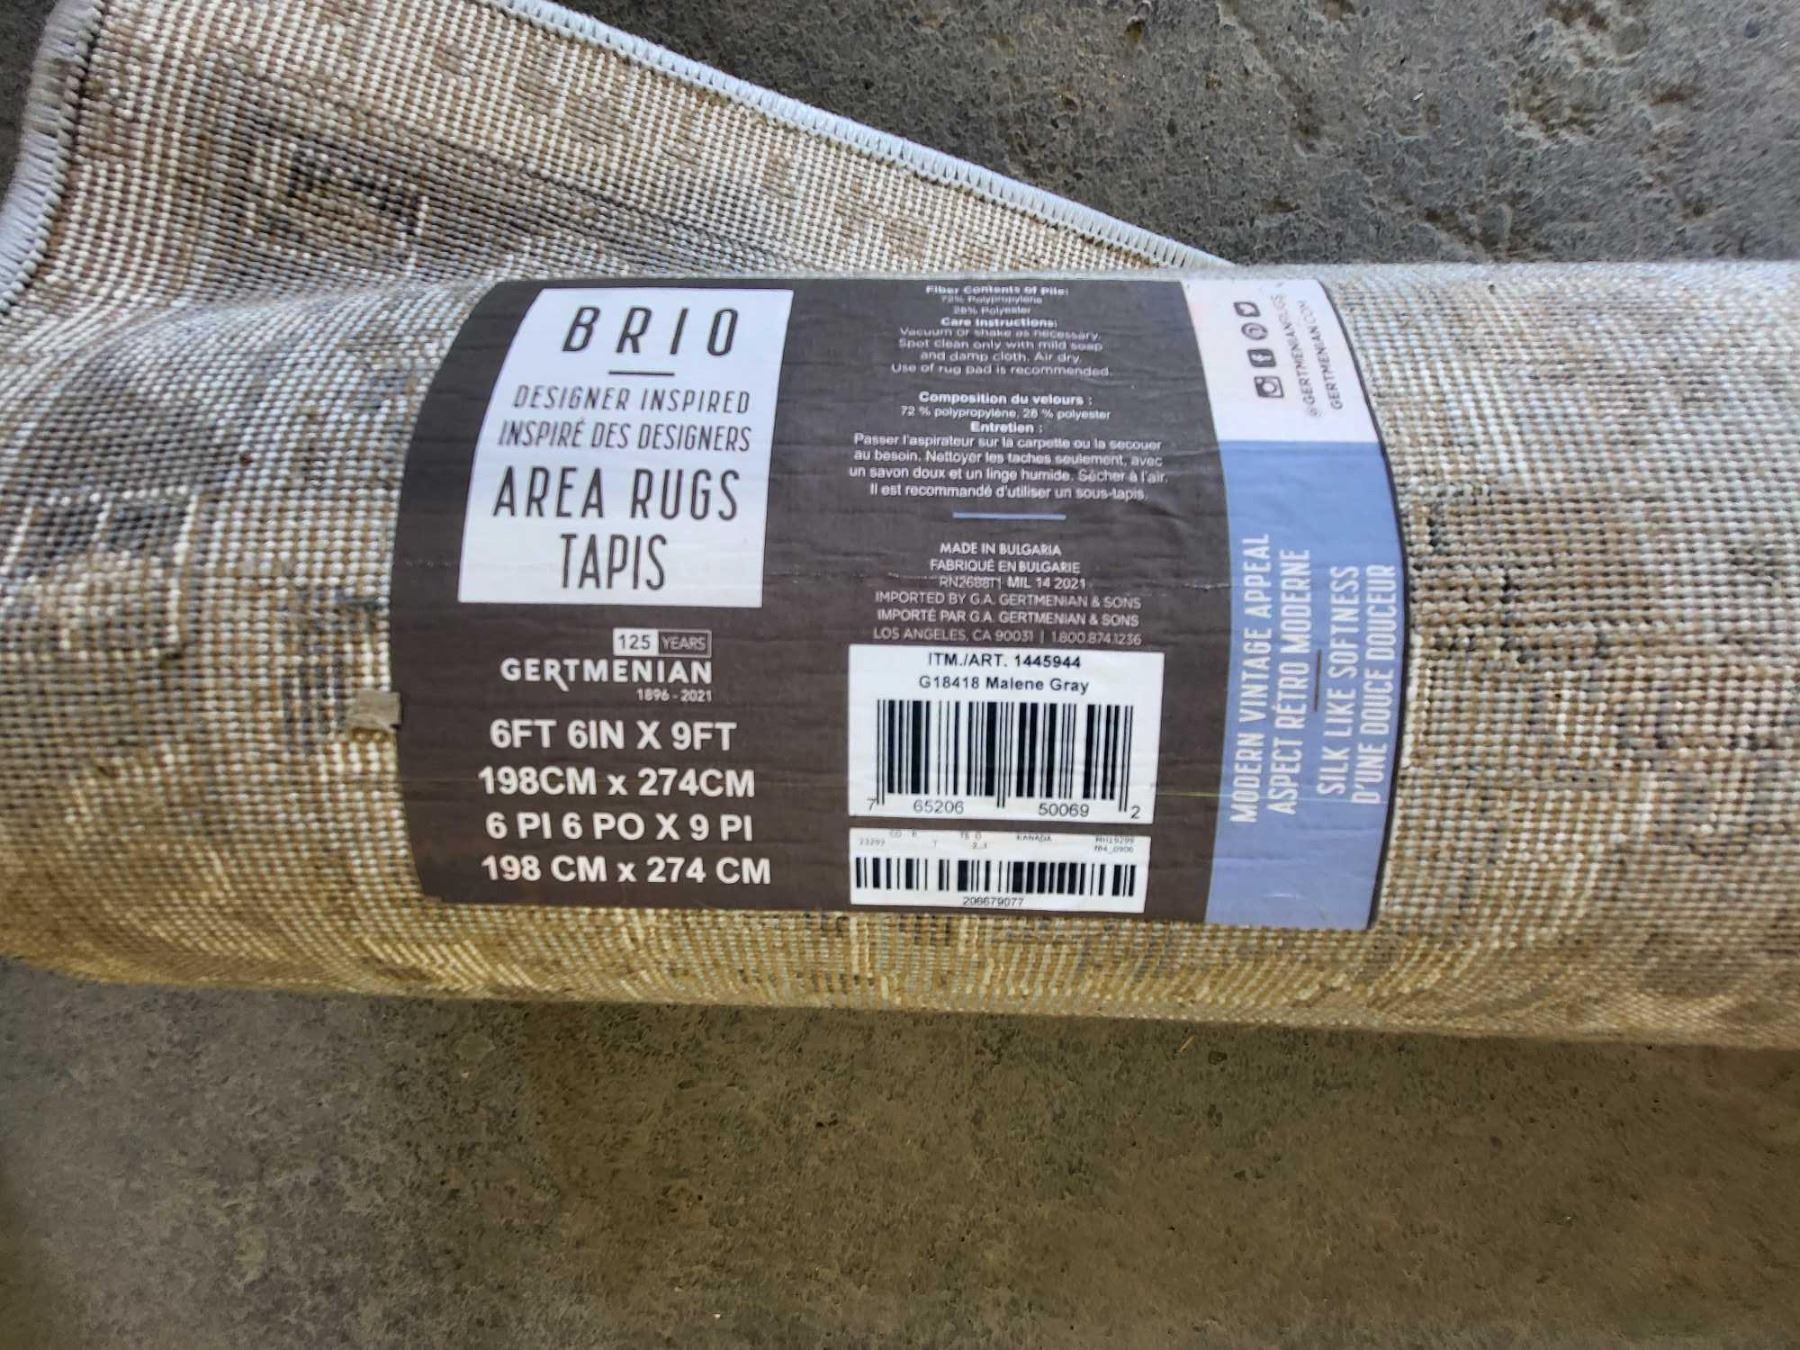 BRIO
DESIGNER INSPIRED
INSPIRÉ DES DESIGNERS
AREA RUGS
TAPIS
125 YEARS
GERTMENIAN
1896 - 2021
6FT 6IN X 9FT
198CM x 274CM
6 PI 6 PO X 9 PI
198 CM x 274 CM
Fiber Contents of Pile:
72% Polypropylene
28% Polyester
Care Instructions:
Vacuum or shake as necessary.
Spot clean only with mild soap
and damp cloth. Air dry.
Use of rug pad is recommended.
Composition du velours :
72 % polypropylène, 28 % polyester
Entretien :
Passer l'aspirateur sur la carpette ou la secouer
au besoin. Nettoyer les taches seulement, avec
un savon doux et un linge humide. Sécher à l'air.
Il est recommandé d'utiliser un sous-tapis.
MADE IN BULGARIA
FABRIQUÉ EN BULGARIE
RN26887 MIL 14 2021
IMPORTED BY G.A. GERTMENIAN & SONS
IMPORTÉ PAR G.A. GERTMENIAN & SONS
LOS ANGELES, CA 90031 | 1.800.874.1236
ITM./ART. 1445944
G18418 Malene Gray
7 65206 50069 2
23293
KANADA
206679077
@GERTMENIANRUGS
GERTMENIAN.COM
MODERN VINTAGE APPEAL
ASPECT RÉTRO MODERNE
SILK LIKE SOFTNESS
D'UNE DOUCE DOUCEUR